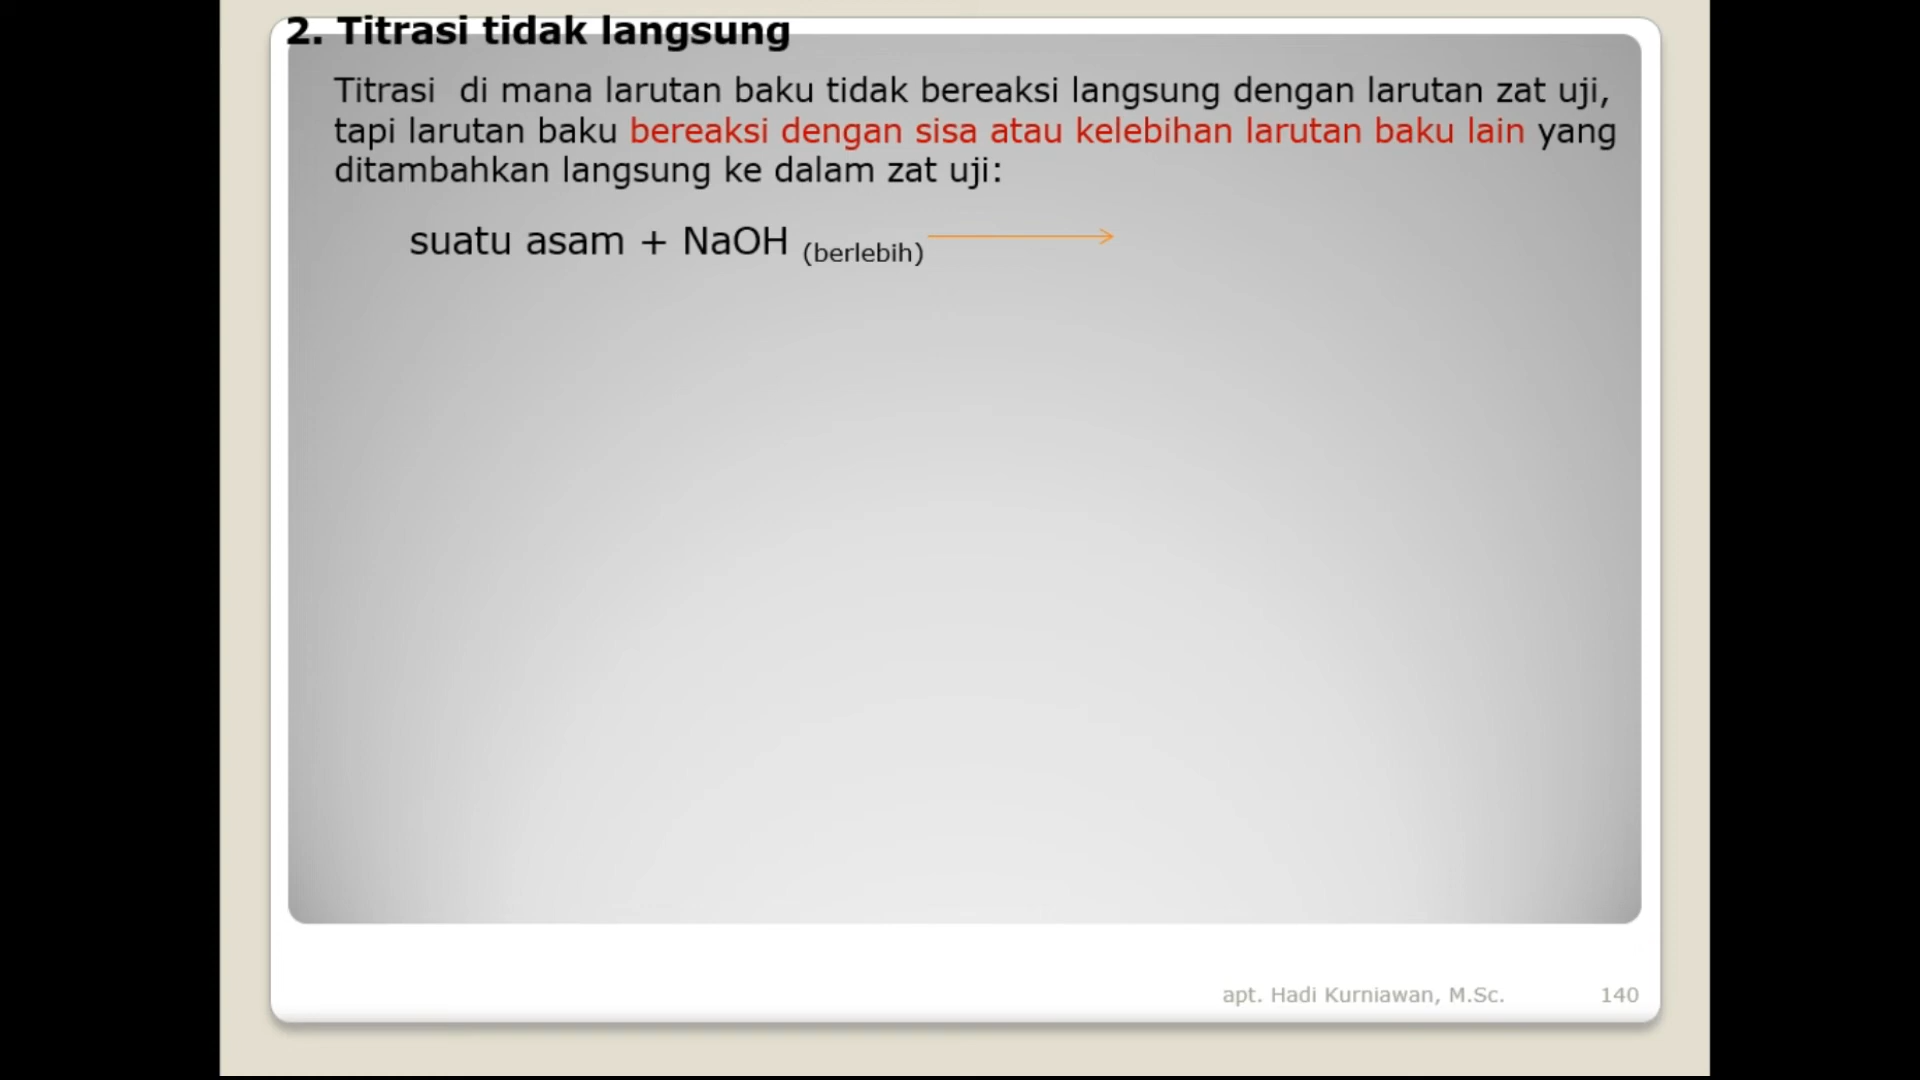 2. Titrasi tidak langsung
Titrasi di mana larutan baku tidak bereaksi langsung dengan larutan zat uji,
tapi larutan baku bereaksi dengan sisa atau kelebihan larutan baku lain yang
ditambahkan langsung ke dalam zat uji:
suatu asam + NaOH (berlebih)
apt. Hadi Kurniawan, M.Sc. 140